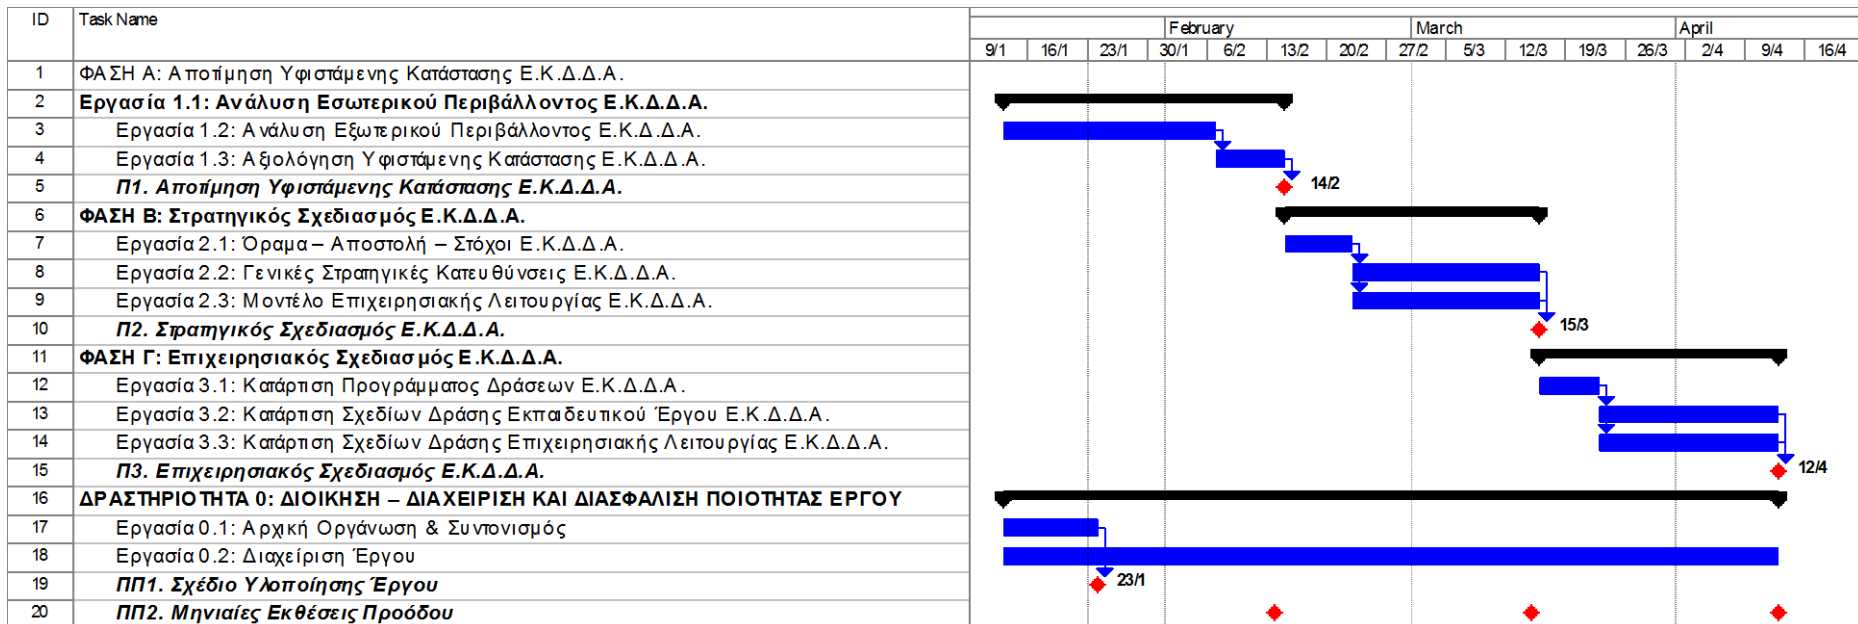 ID Task Name
February March April
9/1 16/1 23/1 30/1 6/2 13/2 20/2 27/2 5/3 12/3 19/3 26/3 2/4 9/4 16/4
1 ΦΑΣΗ Α: Αποτίμηση Υφιστάμενης Κατάστασης Ε.Κ.Δ.Δ.Α.
2 Εργασία 1.1: Ανάλυση Εσωτερικού Περιβάλλοντος Ε.Κ.Δ.Δ.Α.
3 Εργασία 1.2: Ανάλυση Εξωτερικού Περιβάλλοντος Ε.Κ.Δ.Δ.Α.
4 Εργασία 1.3: Αξιολόγηση Υφιστάμενης Κατάστασης Ε.Κ.Δ.Δ.Α.
5 Π1. Αποτίμηση Υφιστάμενης Κατάστασης Ε.Κ.Δ.Δ.Α. 14/2
6 ΦΑΣΗ Β: Στρατηγικός Σχεδιασμός Ε.Κ.Δ.Δ.Α.
7 Εργασία 2.1: Όραμα – Αποστολή – Στόχοι Ε.Κ.Δ.Δ.Α.
8 Εργασία 2.2: Γενικές Στρατηγικές Κατευθύνσεις Ε.Κ.Δ.Δ.Α.
9 Εργασία 2.3: Μοντέλο Επιχειρησιακής Λειτουργίας Ε.Κ.Δ.Δ.Α.
10 Π2. Στρατηγικός Σχεδιασμός Ε.Κ.Δ.Δ.Α. 15/3
11 ΦΑΣΗ Γ: Επιχειρησιακός Σχεδιασμός Ε.Κ.Δ.Δ.Α.
12 Εργασία 3.1: Κατάρτιση Προγράμματος Δράσεων Ε.Κ.Δ.Δ.Α.
13 Εργασία 3.2: Κατάρτιση Σχεδίων Δράσης Εκπαιδευτικού Έργου Ε.Κ.Δ.Δ.Α.
14 Εργασία 3.3: Κατάρτιση Σχεδίων Δράσης Επιχειρησιακής Λειτουργίας Ε.Κ.Δ.Δ.Α.
15 Π3. Επιχειρησιακός Σχεδιασμός Ε.Κ.Δ.Δ.Α. 12/4
16 ΔΡΑΣΤΗΡΙΟΤΗΤΑ 0: ΔΙΟΙΚΗΣΗ – ΔΙΑΧΕΙΡΙΣΗ ΚΑΙ ΔΙΑΣΦΑΛΙΣΗ ΠΟΙΟΤΗΤΑΣ ΕΡΓΟΥ
17 Εργασία 0.1: Αρχική Οργάνωση & Συντονισμός
18 Εργασία 0.2: Διαχείριση Έργου
19 ΠΠ1. Σχέδιο Υλοποίησης Έργου 23/1
20 ΠΠ2. Μηνιαίες Εκθέσεις Προόδου